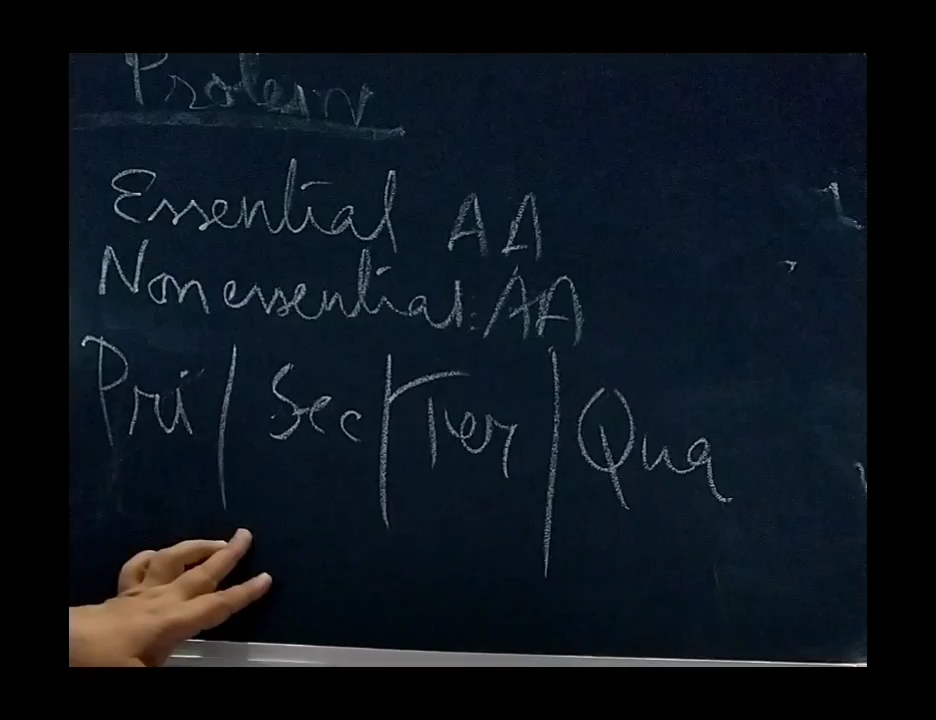 Protein
Essential AA
Nonessential: AA
Pri / Sec / Ter / Qua